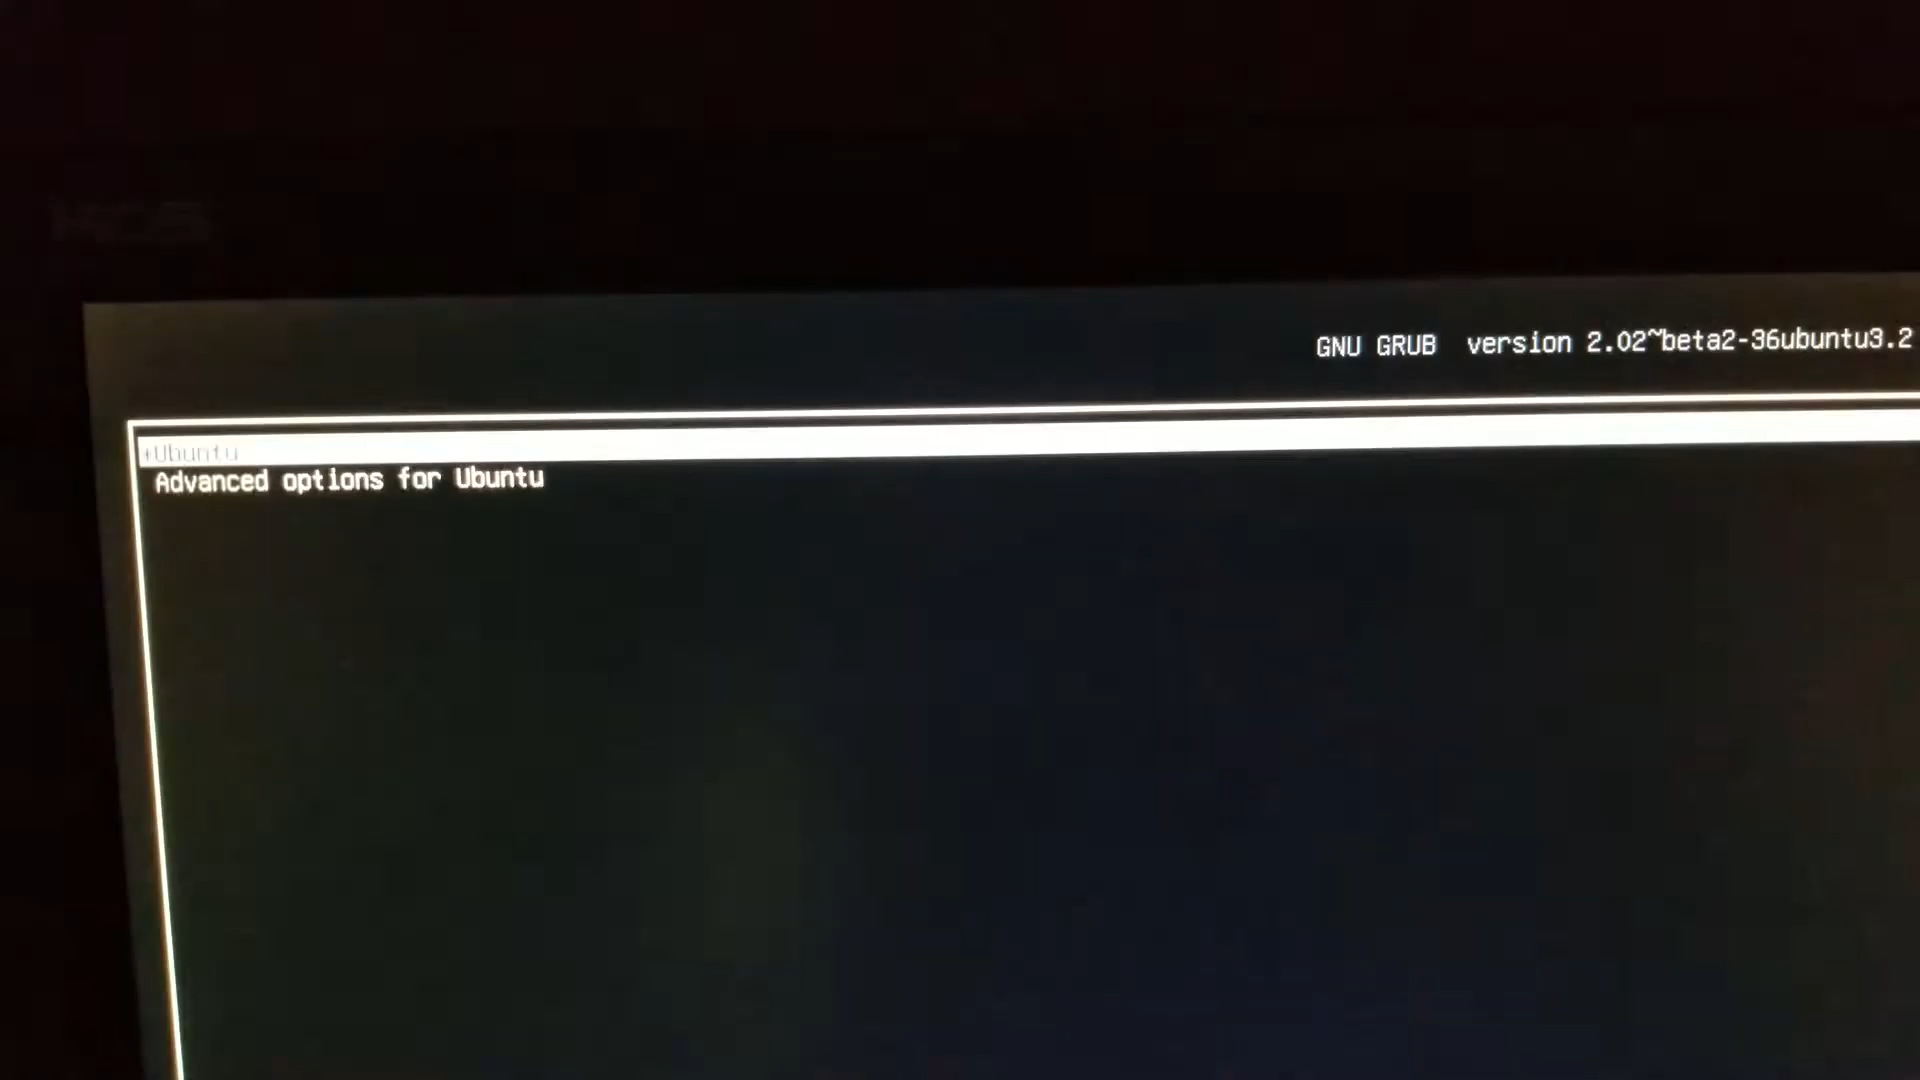 GNU GRUB version 2.02~beta2-36ubuntu3.2
*Ubuntu
Advanced options for Ubuntu